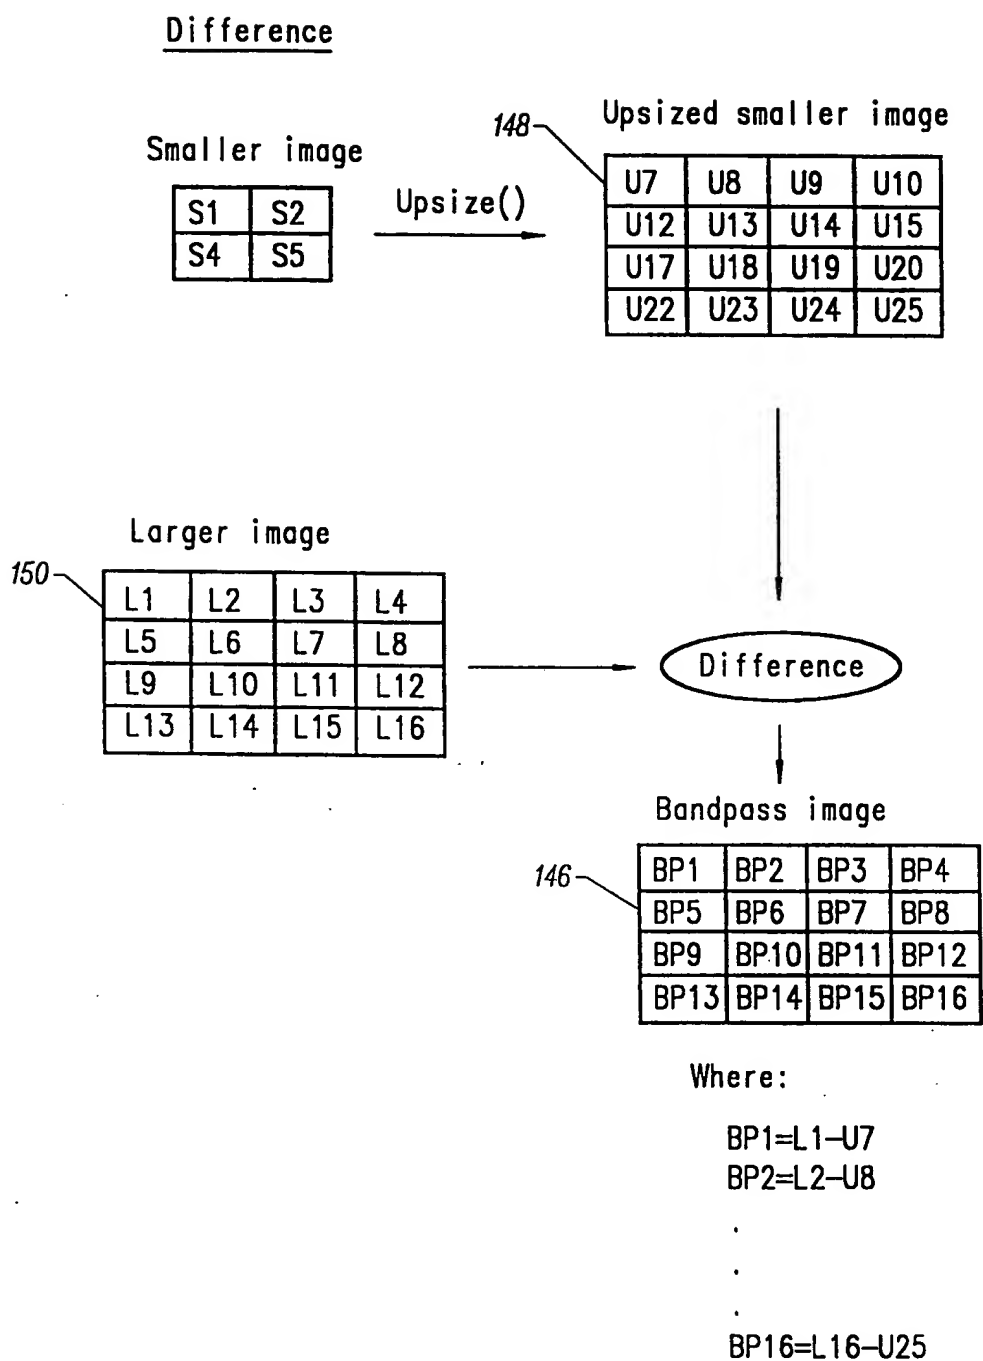 Difference
Smaller image
S1 S2
S4 S5
Upsize()
148
Upsized smaller image
U7 U8 U9 U10
U12 U13 U14 U15
U17 U18 U19 U20
U22 U23 U24 U25
Larger image
150
L1 L2 L3 L4
L5 L6 L7 L8
L9 L10 L11 L12
L13 L14 L15 L16
Difference
Bandpass image
146
BP1 BP2 BP3 BP4
BP5 BP6 BP7 BP8
BP9 BP10 BP11 BP12
BP13 BP14 BP15 BP16
Where:
BP1=L1-U7
BP2=L2-U8
.
.
.
BP16=L16-U25